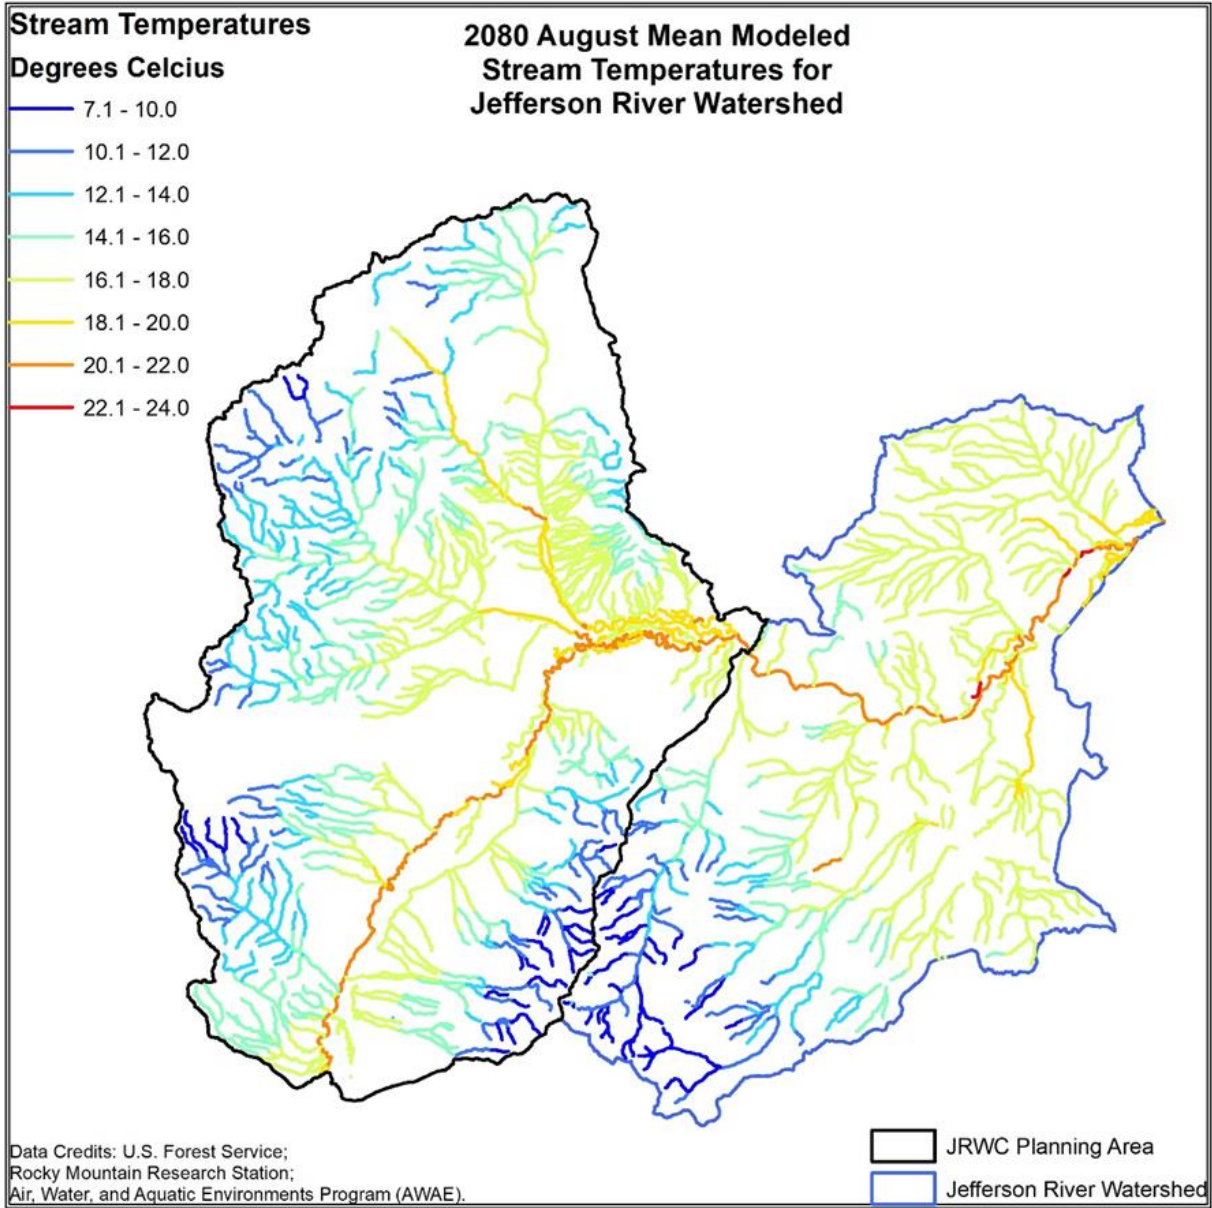 Stream Temperatures
Degrees Celcius
7.1 - 10.0
10.1 - 12.0
12.1 - 14.0
14.1 - 16.0
16.1 - 18.0
18.1 - 20.0
20.1 - 22.0
22.1 - 24.0
2080 August Mean Modeled
Stream Temperatures for
Jefferson River Watershed
Data Credits: U.S. Forest Service;
Rocky Mountain Research Station;
Air, Water, and Aquatic Environments Program (AWAE).
JRWC Planning Area
Jefferson River Watershed